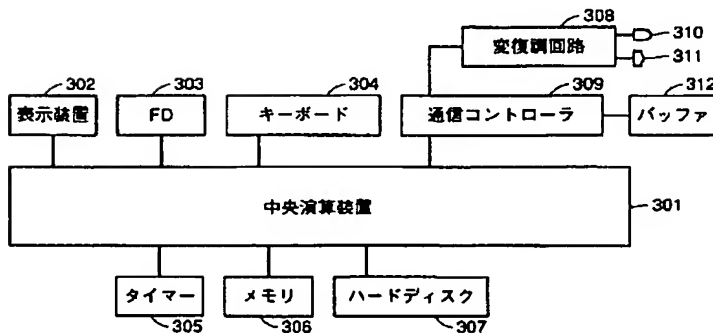 308
310
変復調回路
311
302
303
304
309
312
表示装置
FD
キーボード
通信コントローラ
バッファ
中央演算装置
301
タイマー
メモリ
ハードディスク
305
306
307